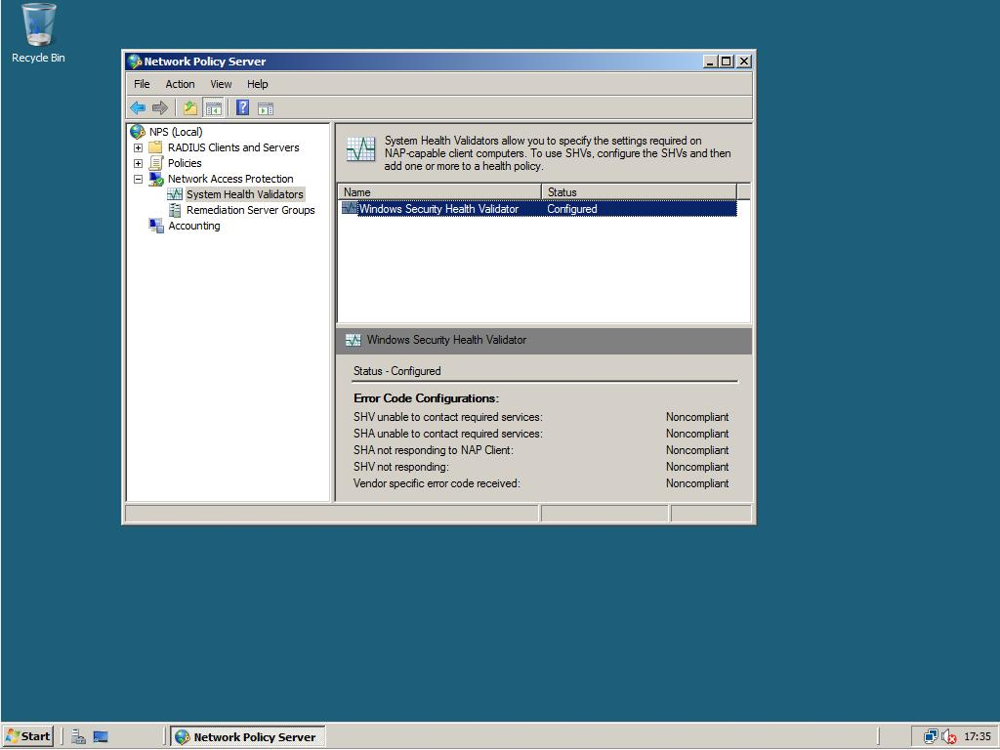 Recycle Bin
Network Policy Server
File Action View Help
NPS (Local)
RADIUS Clients and Servers
Policies
Network Access Protection
System Health Validators
Remediation Server Groups
Accounting
System Health Validators allow you to specify the settings required on
NAP-capable client computers. To use SHVs, configure the SHVs and then
add one or more to a health policy.
Name Status
Windows Security Health Validator Configured
Windows Security Health Validator
Status - Configured
Error Code Configurations:
SHV unable to contact required services: Noncompliant
SHA unable to contact required services: Noncompliant
SHA not responding to NAP Client: Noncompliant
SHV not responding: Noncompliant
Vendor specific error code received: Noncompliant
Start Network Policy Server 17:35